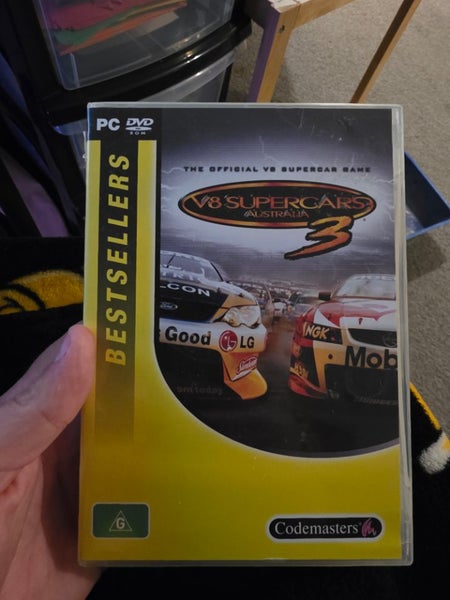 PC DVD
ROM
BESTSELLERS
THE OFFICIAL V8 SUPERCAR GAME
V8 SUPERCARS
AUSTRALIA
3
CON
Good LG
NGK
Mob
G
Codemasters